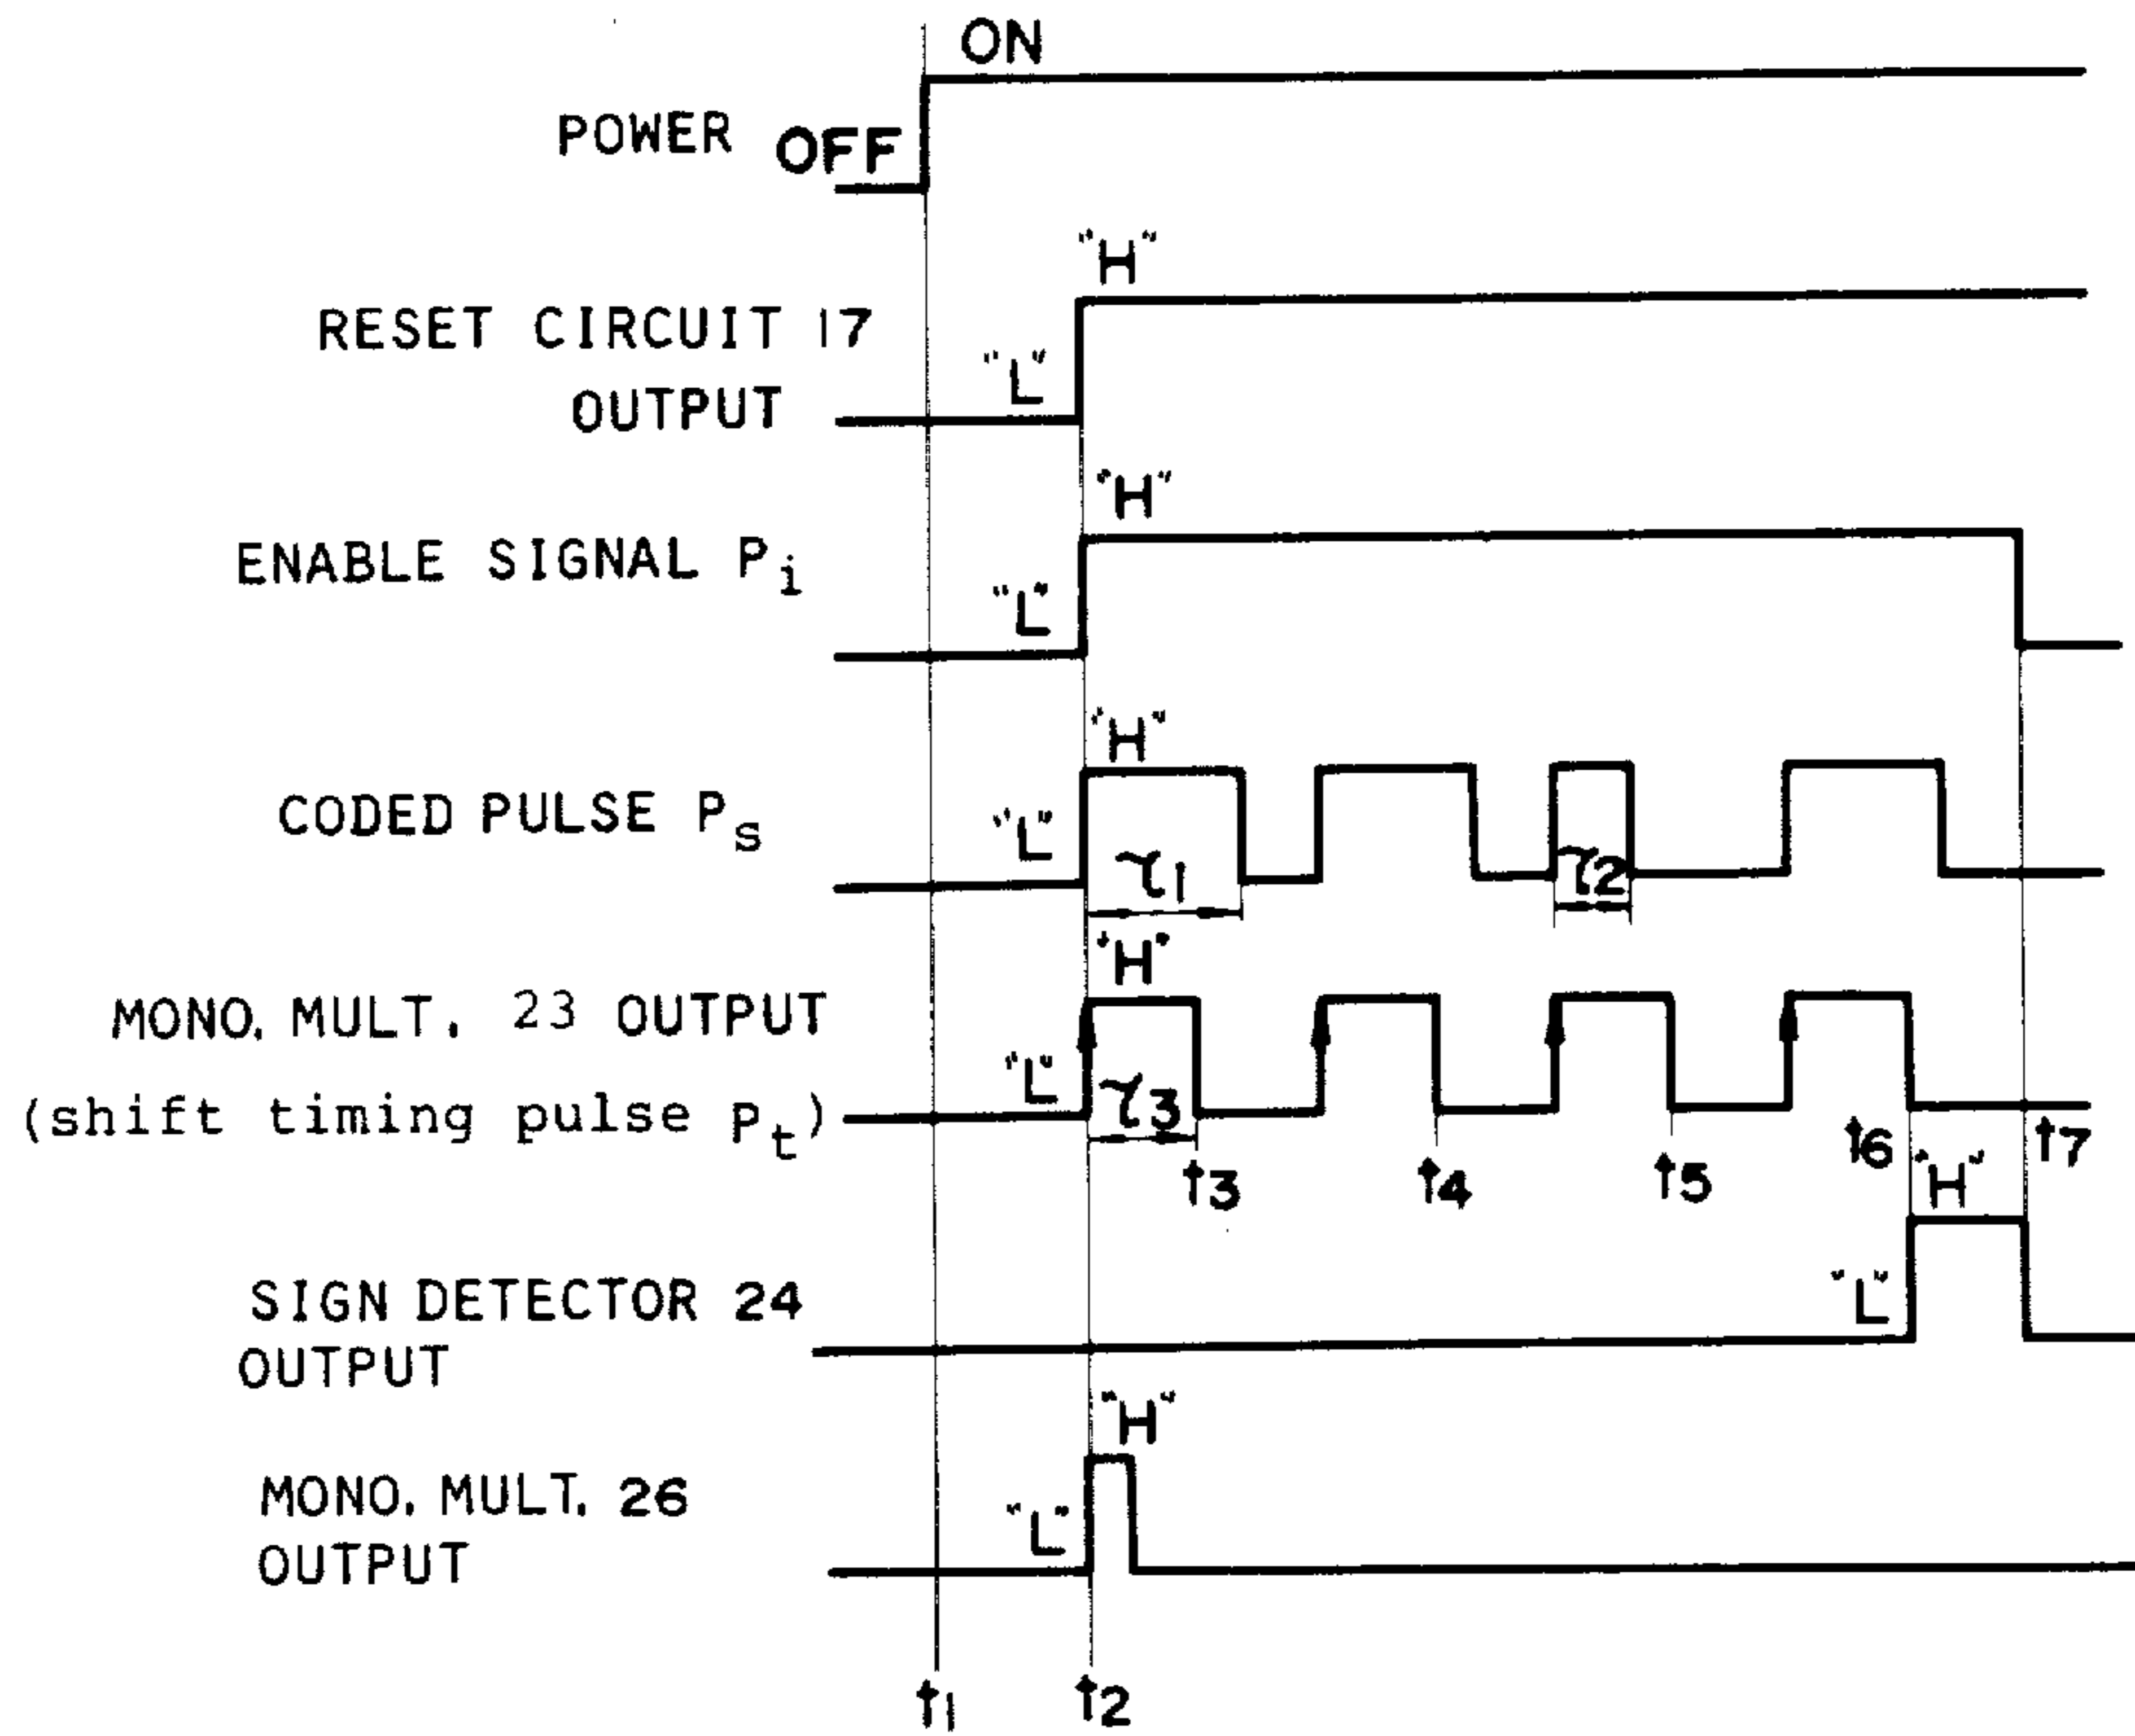 ON
POWER OFF
"H"
RESET CIRCUIT 17
"L"
OUTPUT
"H"
ENABLE SIGNAL Pi
"L"
"H"
CODED PULSE Ps
"L"
τ1
τ2
"H"
MONO. MULT. 23 OUTPUT
"L"
(shift timing pulse Pt)
τ3
t3
t4
t5
t6
t7
"H"
SIGN DETECTOR 24
"L"
OUTPUT
"H"
MONO. MULT. 26
"L"
OUTPUT
t1
t2